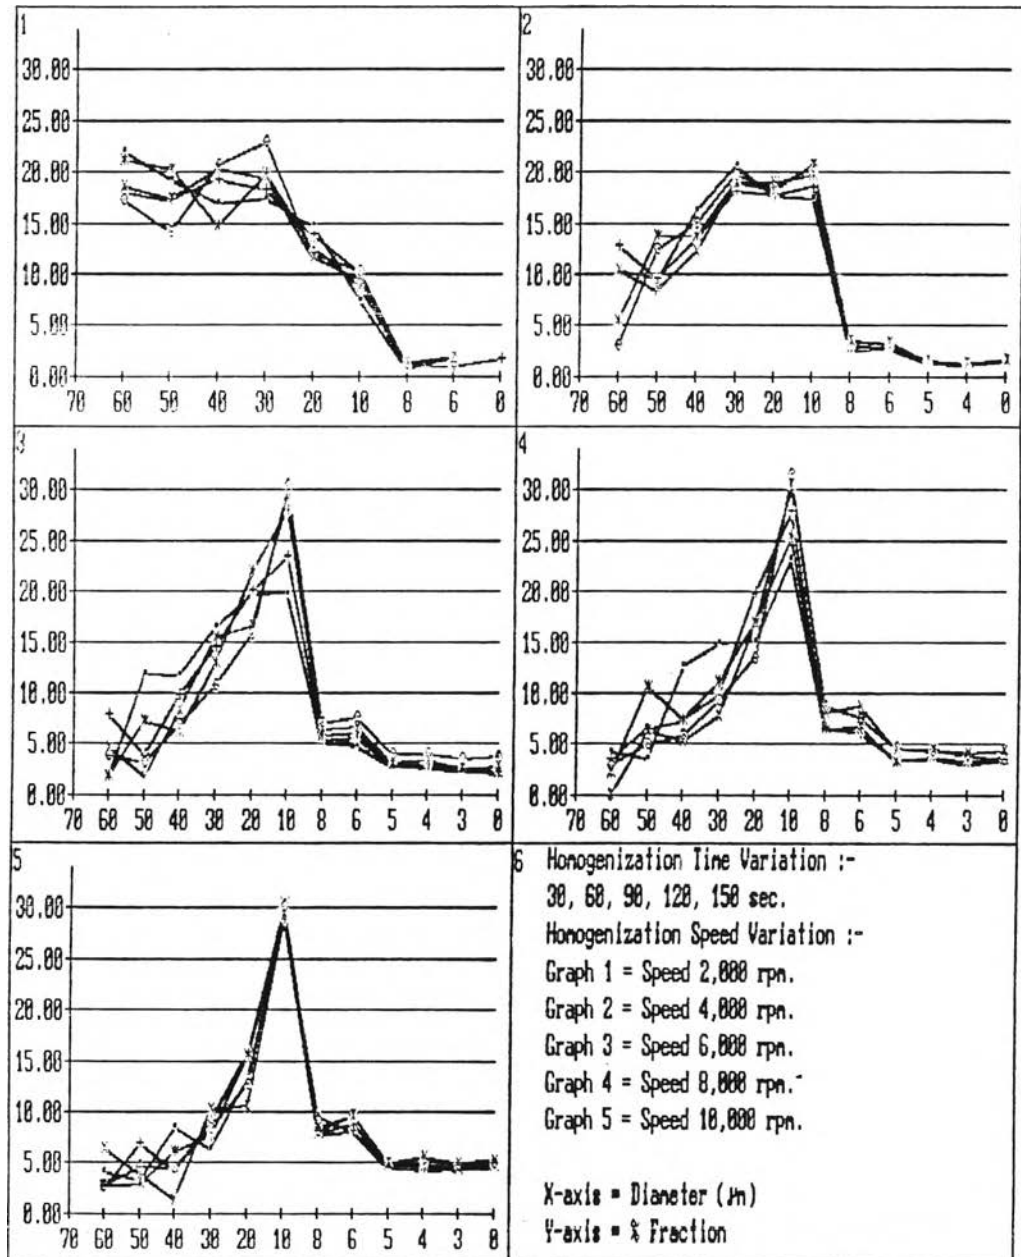 1
30.00
25.00
20.00
15.00
10.00
5.00
0.00
70 60 50 40 30 20 10 8 6 0
2
30.00
25.00
20.00
15.00
10.00
5.00
0.00
70 60 50 40 30 20 10 8 6 5 4 0
3
30.00
25.00
20.00
15.00
10.00
5.00
0.00
70 60 50 40 30 20 10 8 6 5 4 3 0
4
30.00
25.00
20.00
15.00
10.00
5.00
0.00
70 60 50 40 30 20 10 8 6 5 4 3 0
5
30.00
25.00
20.00
15.00
10.00
5.00
0.00
70 60 50 40 30 20 10 8 6 5 4 3 0
6
Homogenization Time Variation :-
30, 60, 90, 120, 150 sec.
Homogenization Speed Variation :-
Graph 1 = Speed 2,000 rpm.
Graph 2 = Speed 4,000 rpm.
Graph 3 = Speed 6,000 rpm.
Graph 4 = Speed 8,000 rpm.
Graph 5 = Speed 10,000 rpm.
X-axis = Diameter (μm)
Y-axis = % Fraction